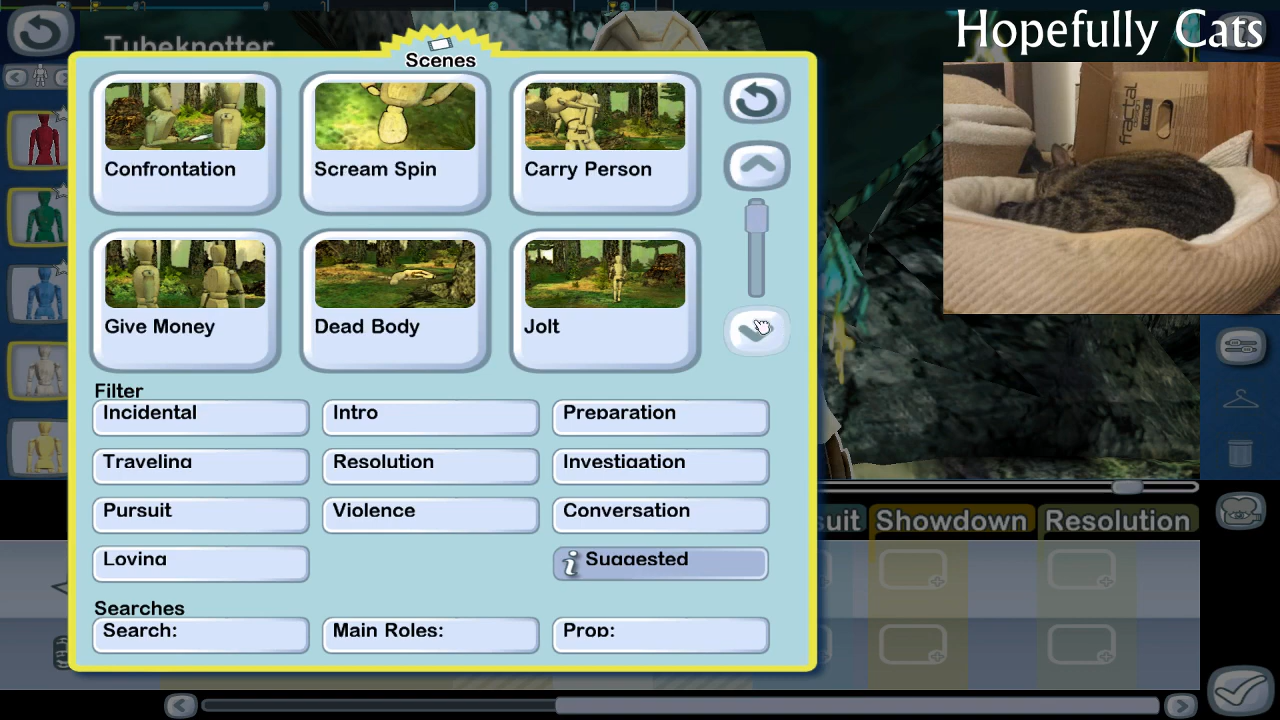 Hopefully Cats
Tubeknotter
Scenes
fractal
Confrontation
Scream Spin
Carry Person
Give Money
Dead Body
Jolt
Filter
Incidental
Intro
Preparation
Traveling
Resolution
Investigation
Pursuit
Violence
Conversation
Loving
Suggested
suit
Showdown
Resolution
Searches
Search:
Main Roles:
Prop: